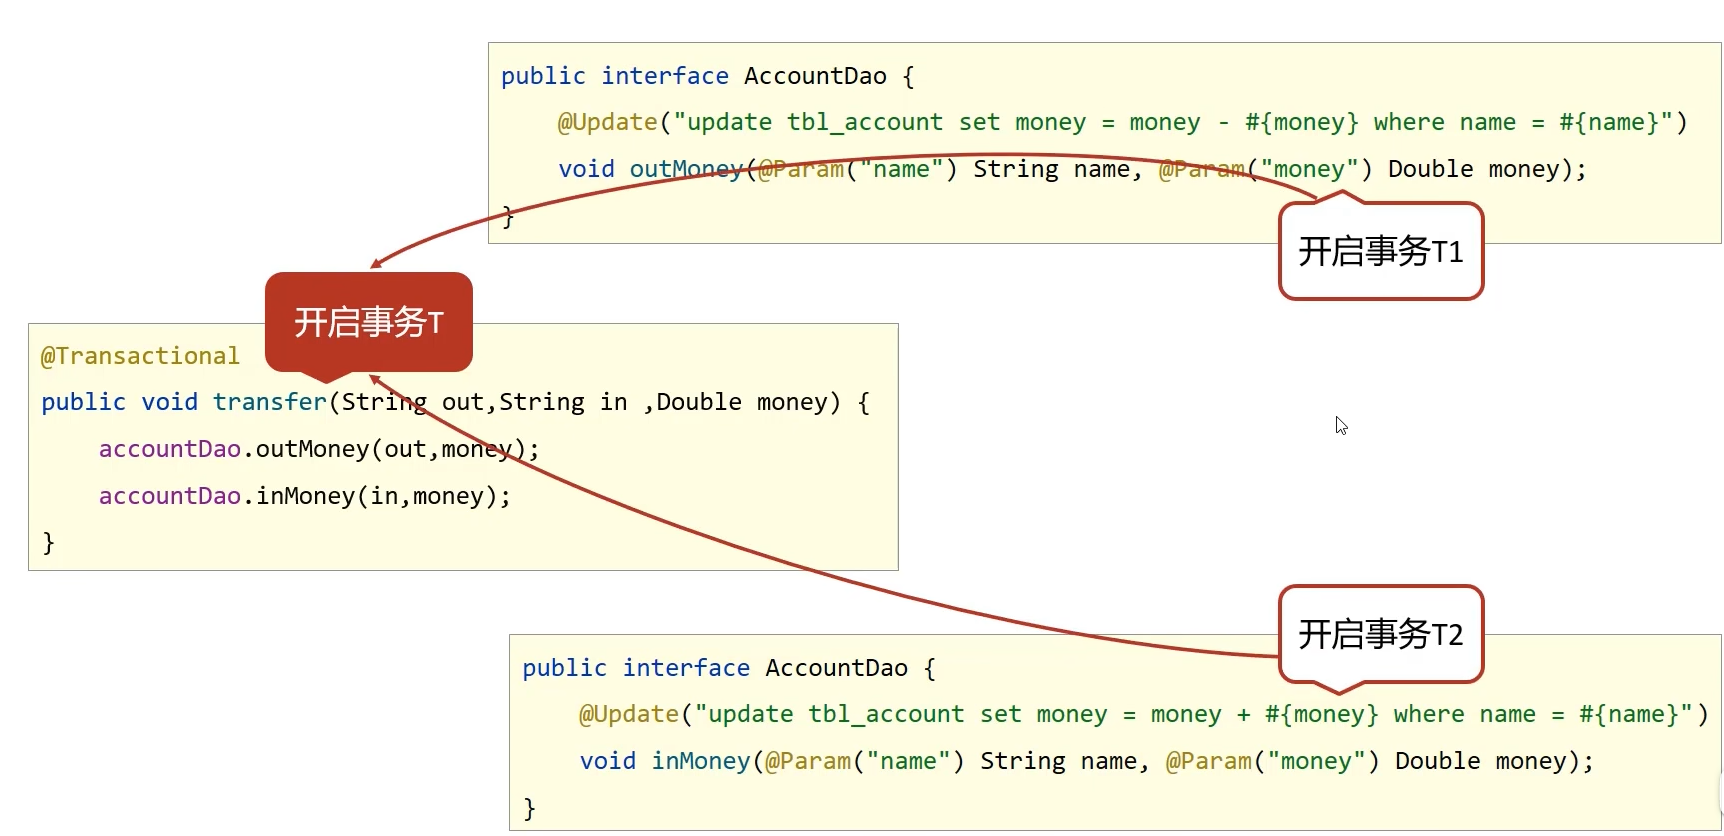 public interface AccountDao {
@Update("update tbl_account set money = money - #{money} where name = #{name}")
void outMoney(@Param("name") String name, @Param("money") Double money);
}
开启事务T1
开启事务T
@Transactional
public void transfer(String out,String in ,Double money) {
accountDao.outMoney(out,money);
accountDao.inMoney(in,money);
}
开启事务T2
public interface AccountDao {
@Update("update tbl_account set money = money + #{money} where name = #{name}")
void inMoney(@Param("name") String name, @Param("money") Double money);
}